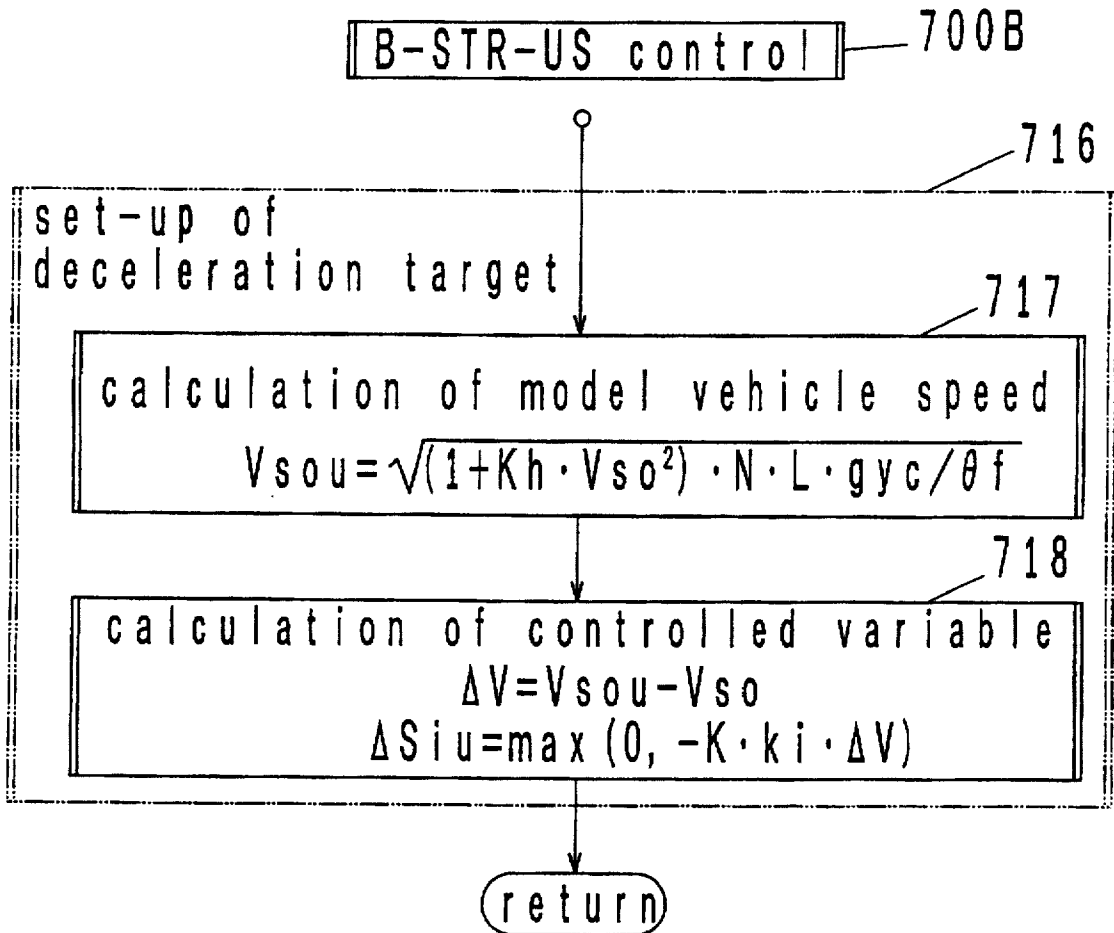 B-STR-US control
700B
716
set-up of
deceleration target
717
calculation of model vehicle speed
Vsou=√(1+Kh·Vso²)·N·L·gyc/θf
718
calculation of controlled variable
ΔV=Vsou-Vso
ΔSiu=max(0, -K·ki·ΔV)
return